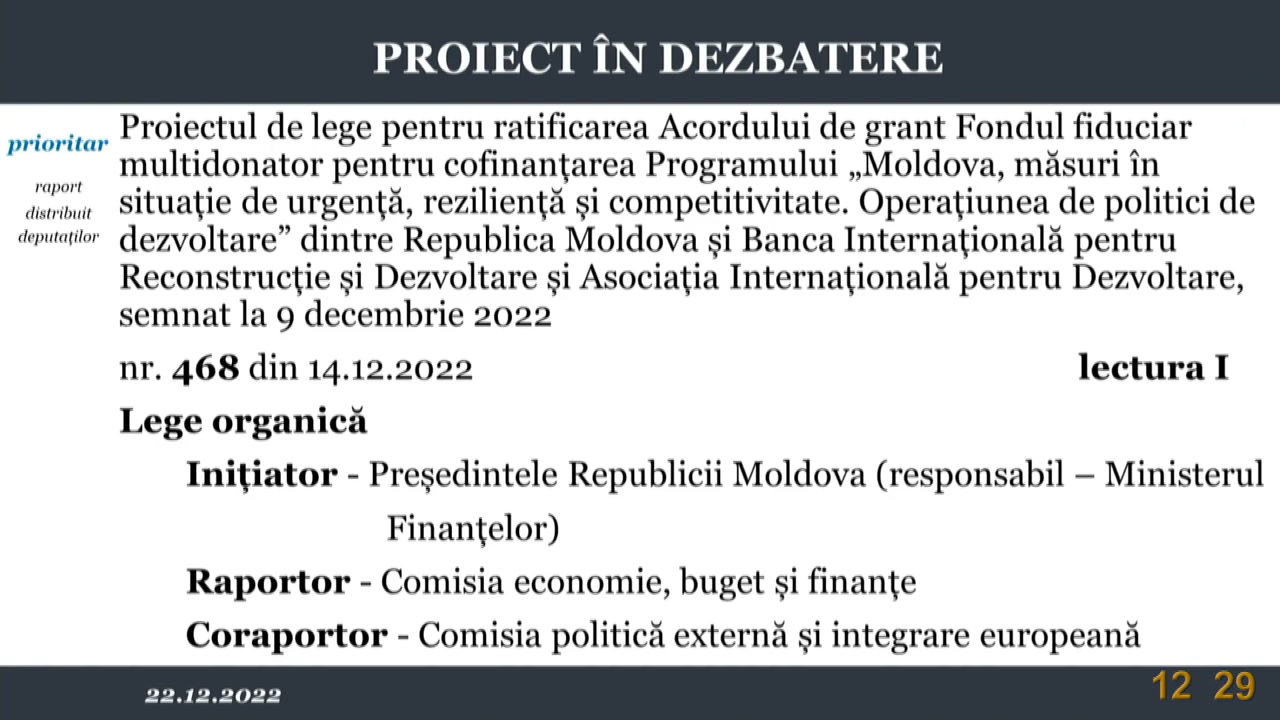 PROIECT ÎN DEZBATERE
prioritar
raport
distribuit
deputaților
Proiectul de lege pentru ratificarea Acordului de grant Fondul fiduciar
multidonator pentru cofinanțarea Programului „Moldova, măsuri în
situație de urgență, reziliență și competitivitate. Operațiunea de politici de
dezvoltare” dintre Republica Moldova și Banca Internațională pentru
Reconstrucție și Dezvoltare și Asociația Internațională pentru Dezvoltare,
semnat la 9 decembrie 2022
nr. 468 din 14.12.2022 lectura I
Lege organică
Inițiator - Președintele Republicii Moldova (responsabil – Ministerul
Finanțelor)
Raportor - Comisia economie, buget și finanțe
Coraportor - Comisia politică externă și integrare europeană
22.12.2022 12 29